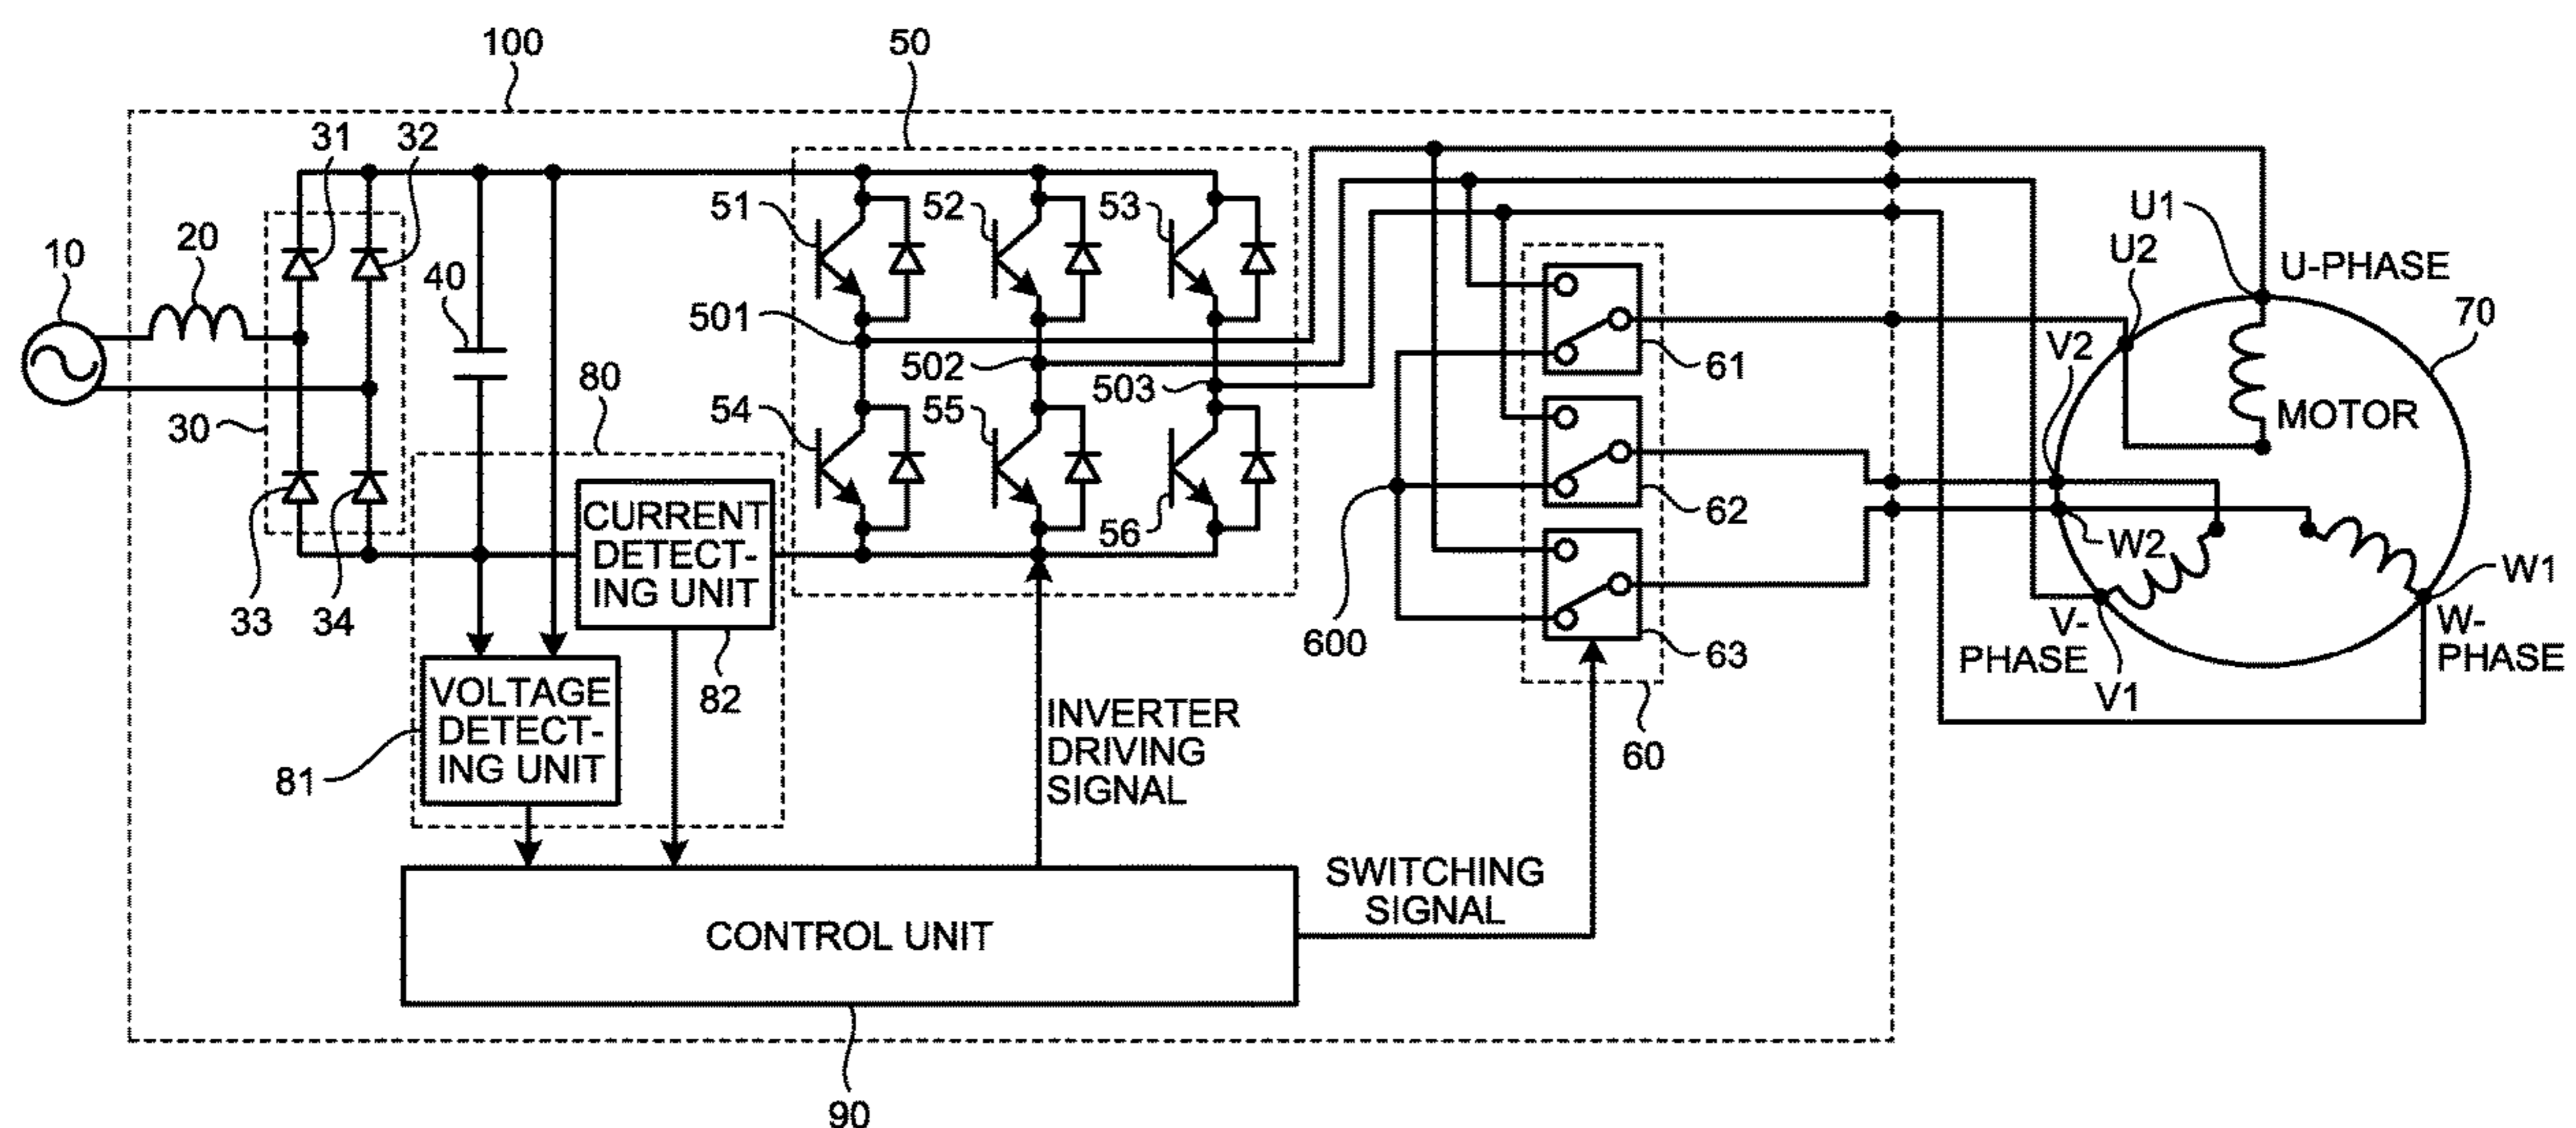 100
50
31
32
10
20
40
51
52
53
501
502
503
30
80
54
55
56
33
34
CURRENT
DETECT-
ING UNIT
82
VOLTAGE
DETECT-
ING UNIT
81
INVERTER
DRIVING
SIGNAL
SWITCHING
SIGNAL
CONTROL UNIT
90
61
62
63
600
60
U1
U2
U-PHASE
70
V2
MOTOR
W2
W1
V-
PHASE
V1
W-
PHASE